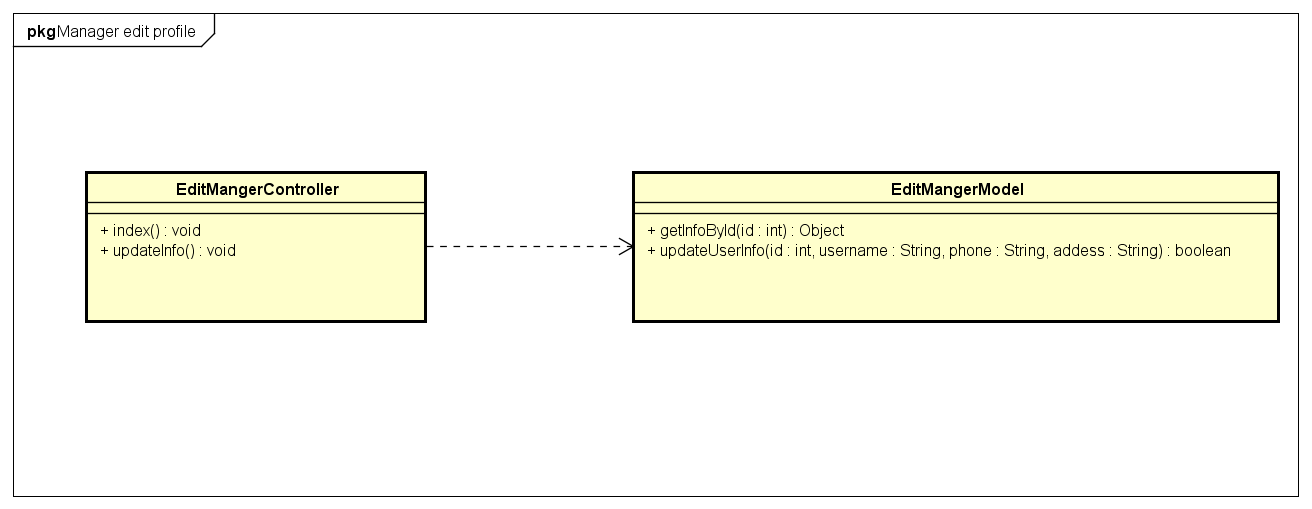 pkgManager edit profile
EditMangerController
+ index() : void
+ updateInfo() : void
EditMangerModel
+ getInfoById(id : int) : Object
+ updateUserInfo(id : int, username : String, phone : String, addess : String) : boolean